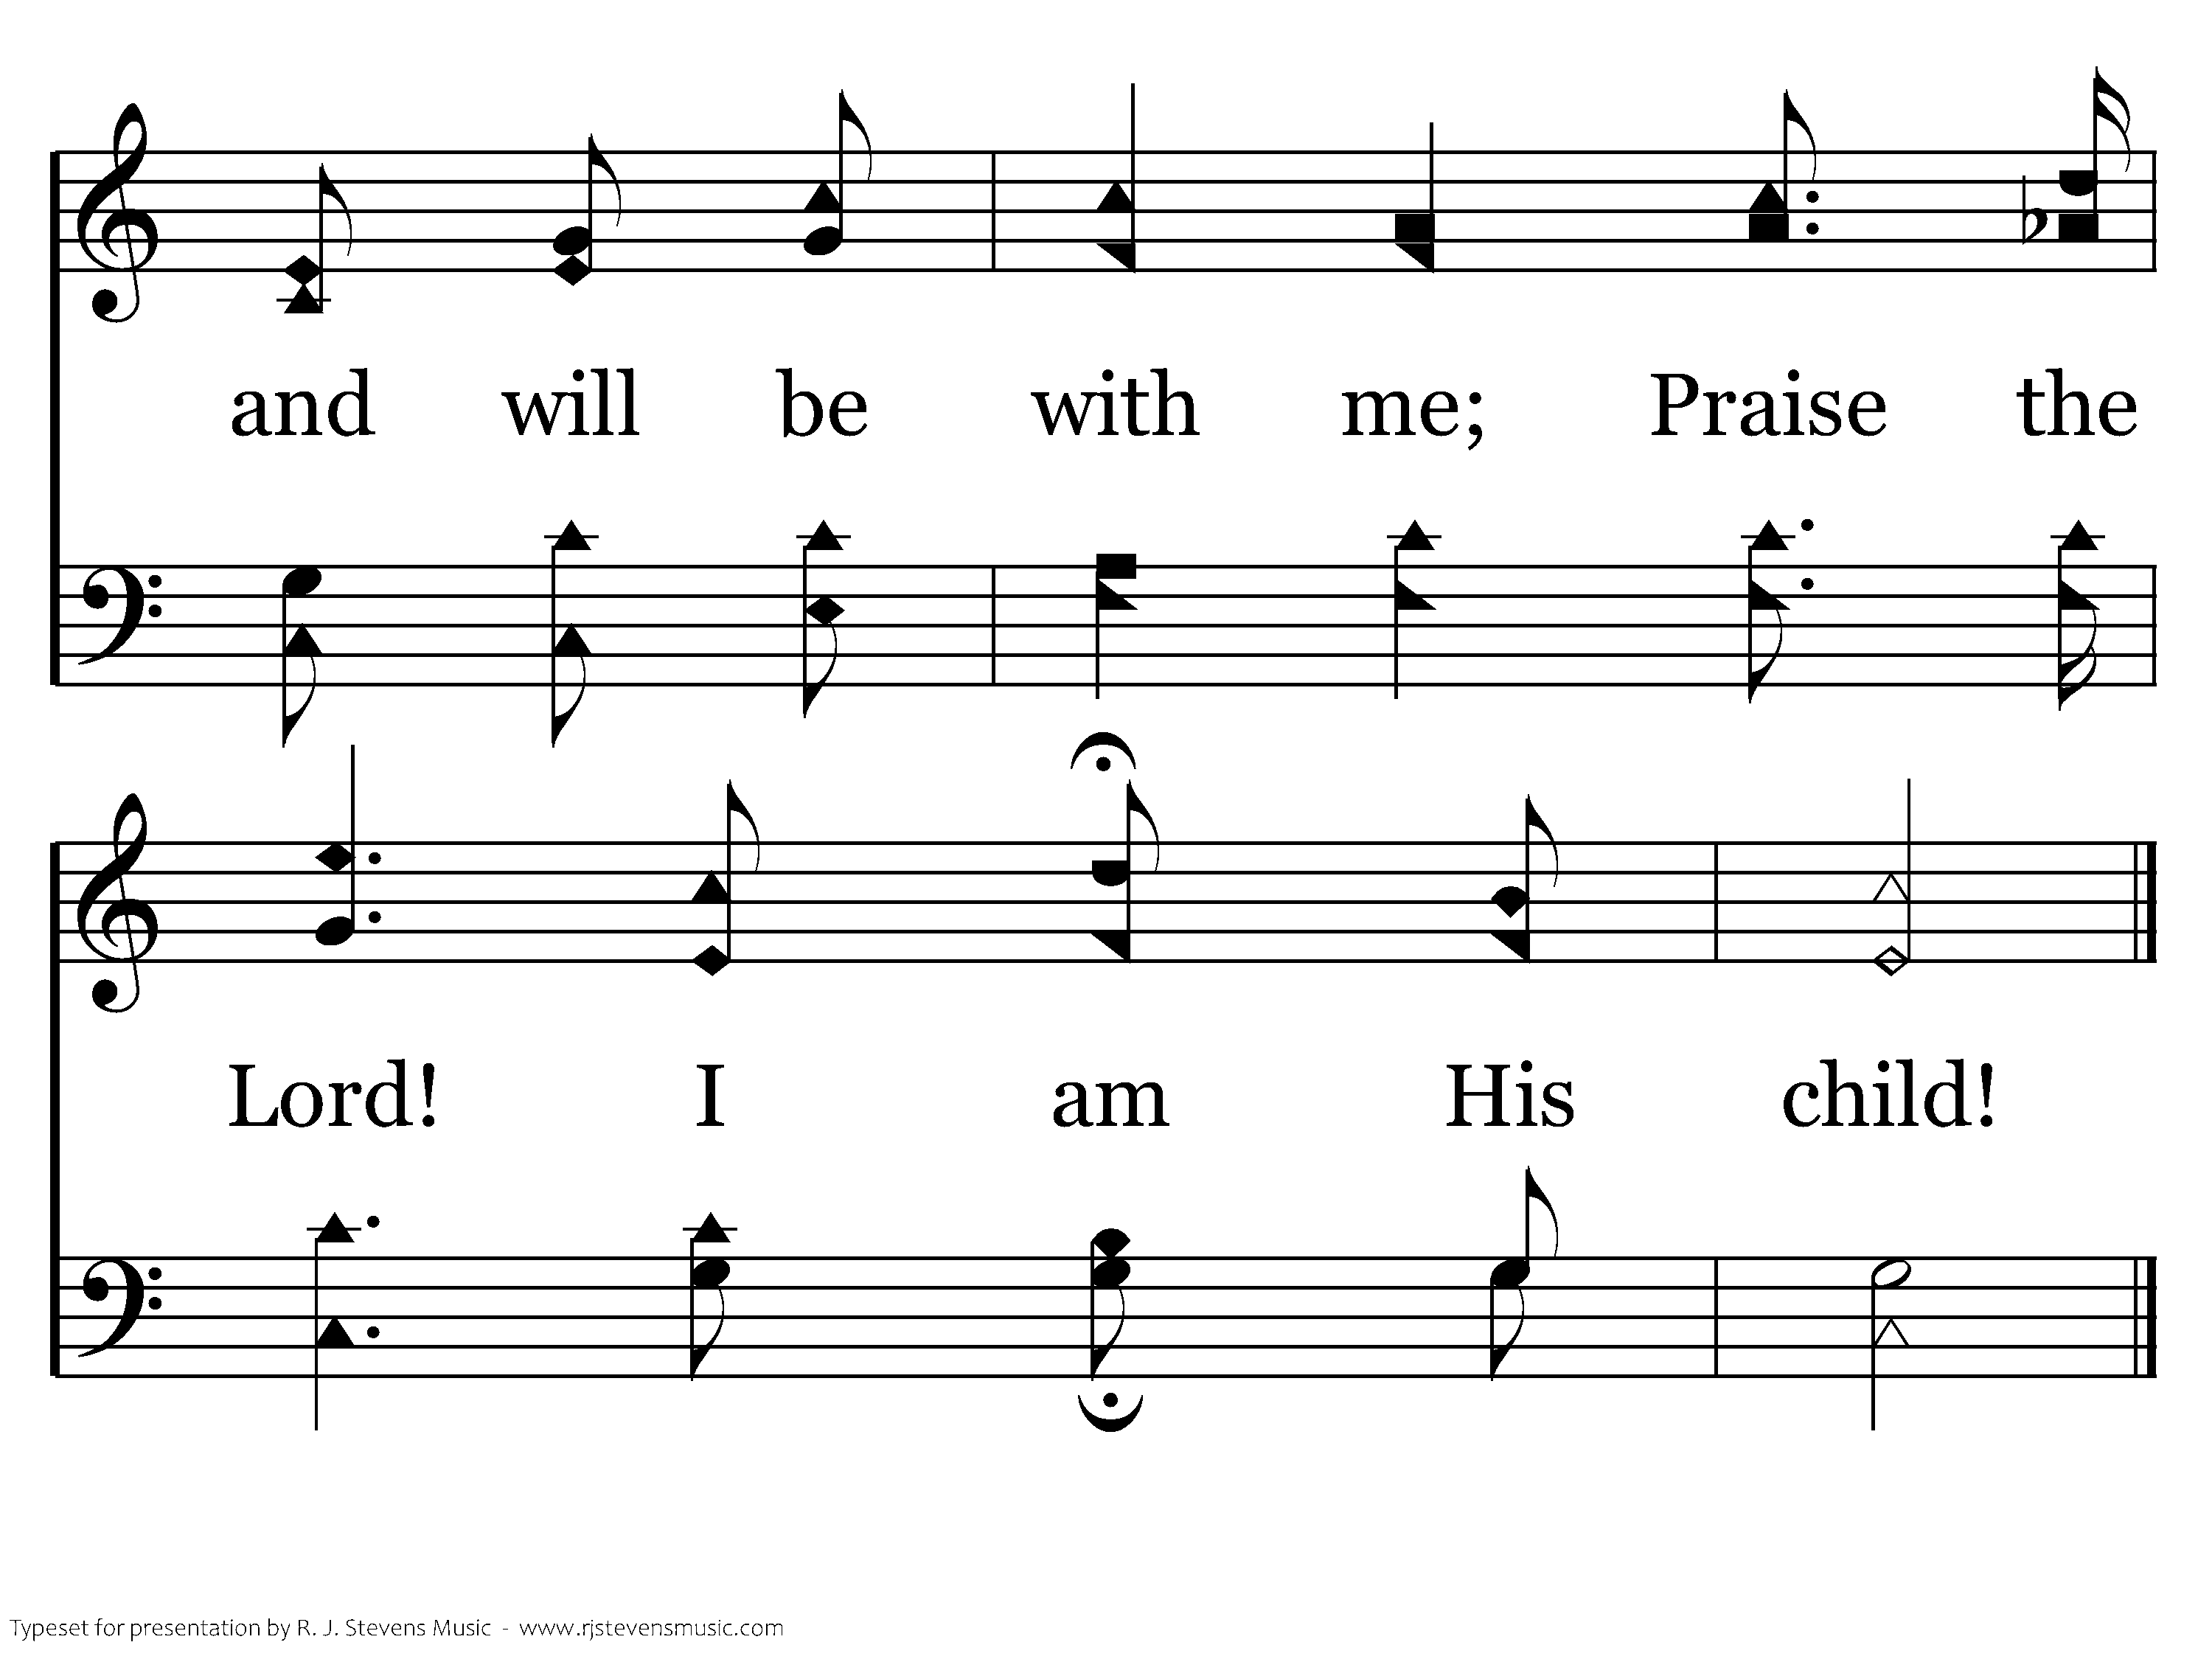 and will be with me; Praise the
Lord! I am His child!
Typeset for presentation by R. J. Stevens Music - www.rjstevensmusic.com